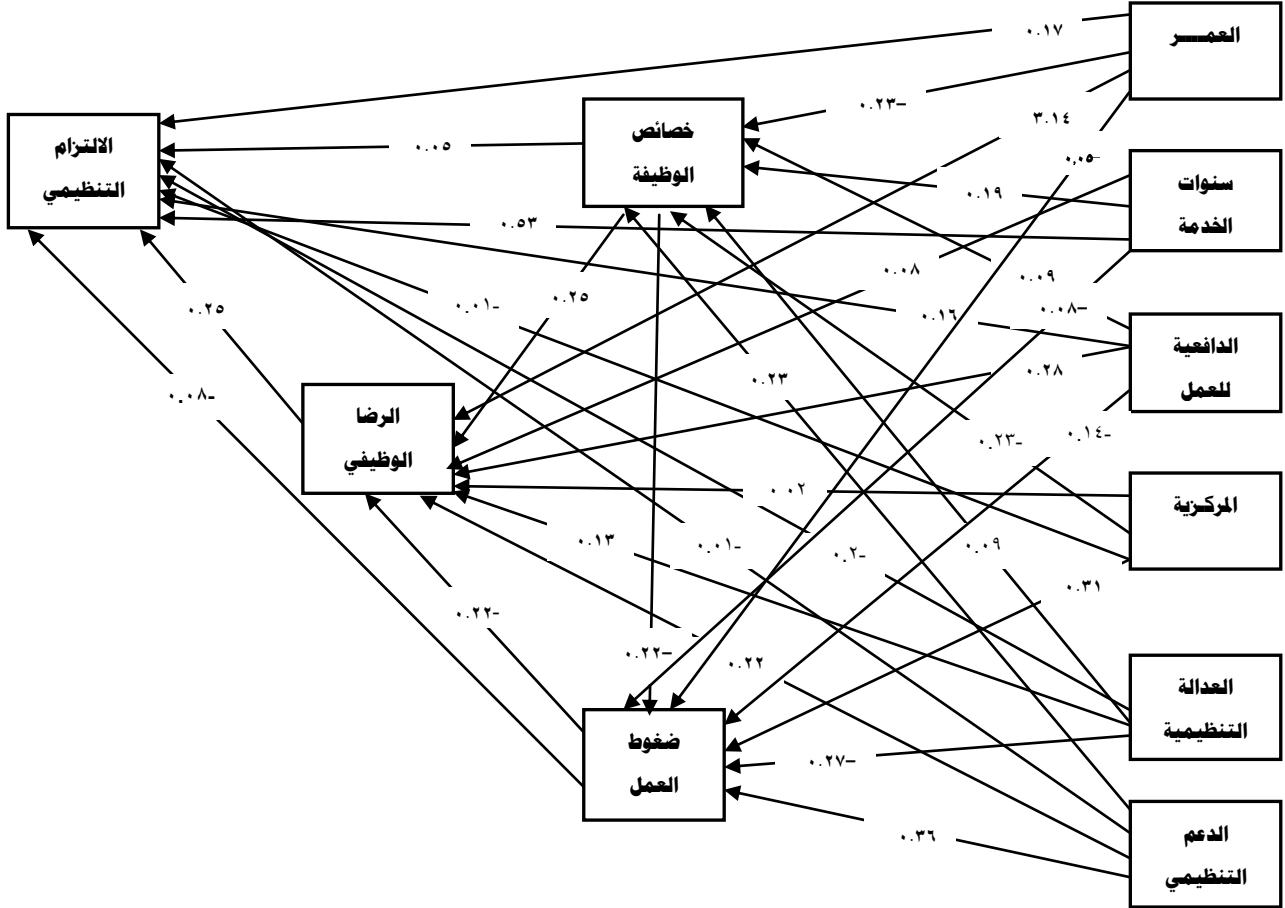 العمـــر
٠.١٧
٠.٢٣-
٣.١٤
خصائص
الوظيفة
الالتزام
التنظيمي
٠.٠٥
٠,٠٥-
سنوات
الخدمة
٠.١٩
٠.٥٣
٠.٠٨
٠.٠٩
٠.٢٥
٠.٢٥
٠.٠١-
٠.١٦
٠.٠٨-
الدافعية
للعمل
٠.٢٨
٠.٢٣
٠.٠٨-
الرضا
الوظيفي
٠.١٤-
٠.٢٣-
٠.٠٢
المركـزية
٠.١٣
٠.٠١-
٠.٢-
٠.٠٩
٠.٣١
٠.٢٢-
٠.٢٢-
٠.٢٢
العدالة
التنظيمية
ضغوط
العمل
٠.٢٧-
٠.٣٦
الدعم
التنظيمي